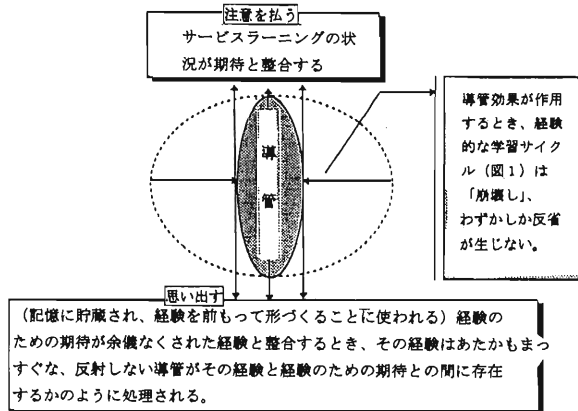 注意を払う
サービスラーニングの状
況が期待と整合する
導
管
導管効果が作用
するとき、経験
的な学習サイク
ル（図１）は
「崩壊し」、
わずかしか反省
が生じない。
思い出す
（記憶に貯蔵され、経験を前もって形づくることに使われる）経験の
ための期待が余儀なくされた経験と整合するとき、その経験はあたかもまっ
すぐな、反射しない導管がその経験と経験のための期待との間に存在
するかのように処理される。